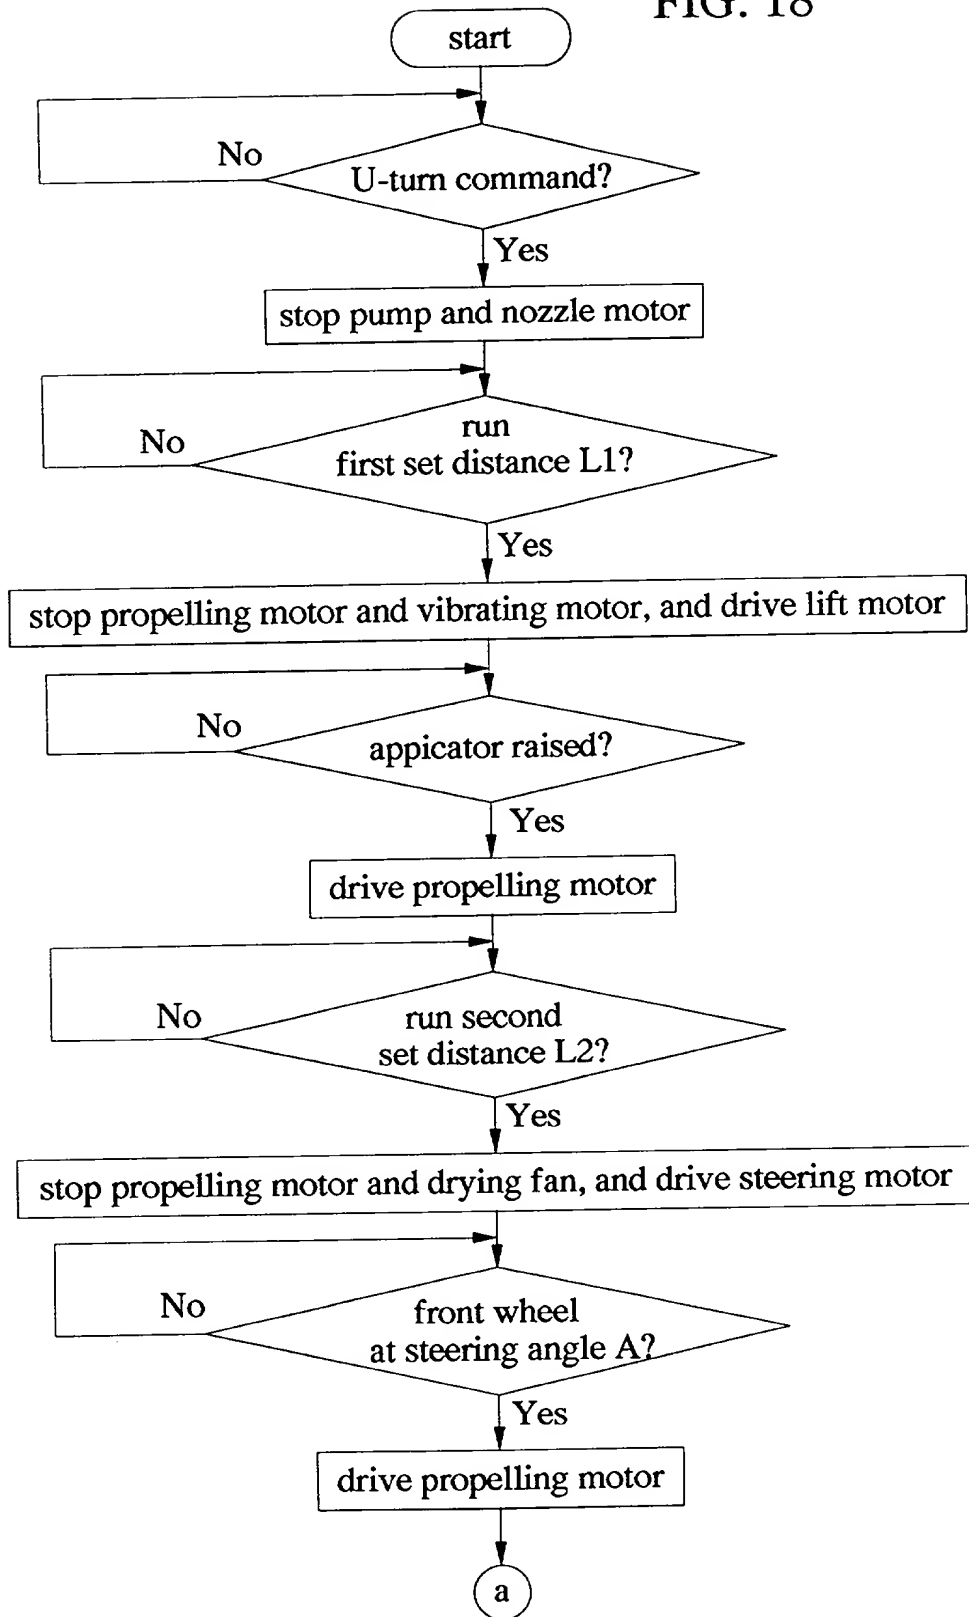 FIG. 18
start
No
U-turn command?
Yes
stop pump and nozzle motor
run
No
first set distance L1?
Yes
stop propelling motor and vibrating motor, and drive lift motor
No
appicator raised?
Yes
drive propelling motor
No
run second
set distance L2?
Yes
stop propelling motor and drying fan, and drive steering motor
No
front wheel
at steering angle A?
Yes
drive propelling motor
a